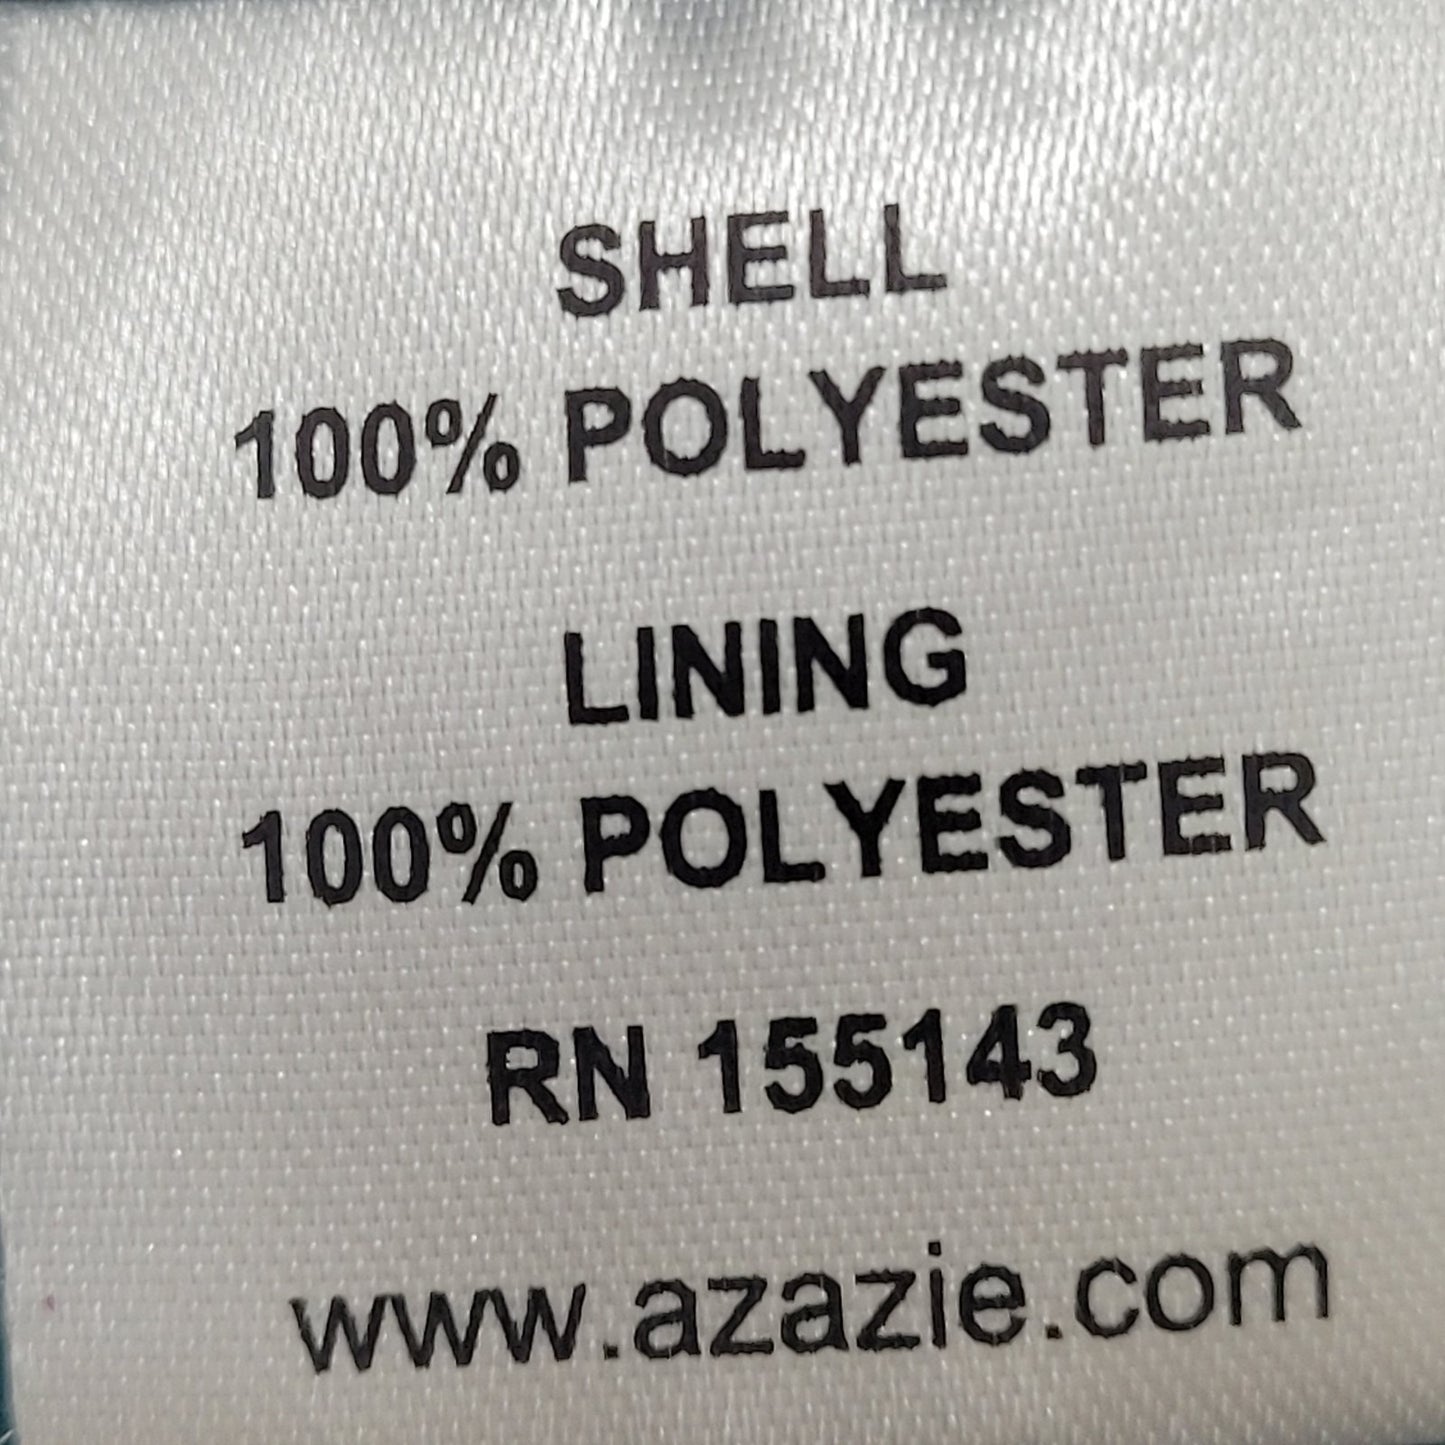 SHELL
100% POLYESTER
LINING
100% POLYESTER
RN 155143
www.azazie.com